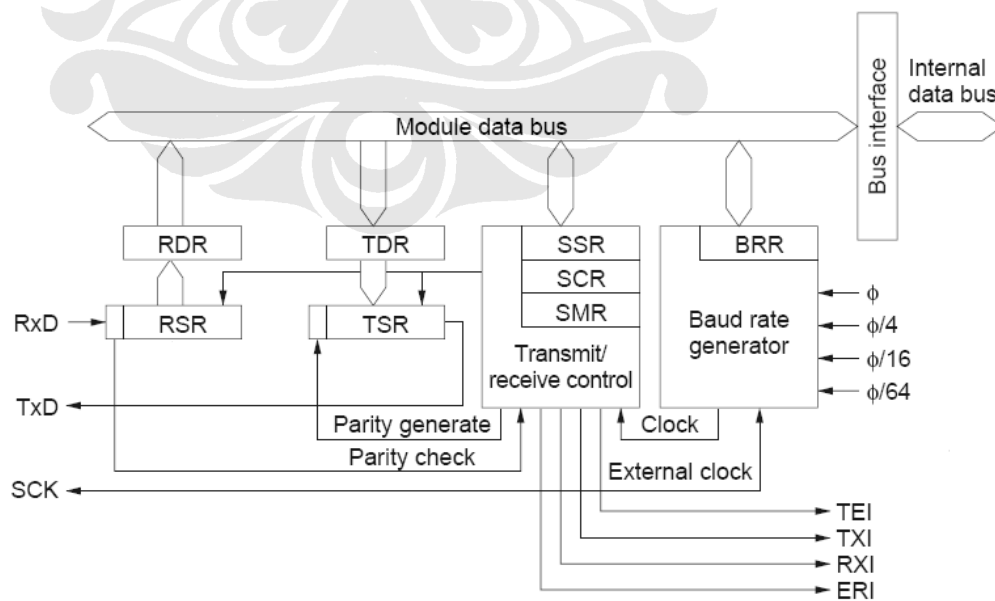 Internal
data bus
Bus interface
Module data bus
RDR
TDR
SSR
BRR
SCR
RxD
RSR
TSR
SMR
Baud rate
generator
ϕ
ϕ/4
ϕ/16
ϕ/64
Transmit/
receive control
TxD
Parity generate
Clock
Parity check
External clock
SCK
TEI
TXI
RXI
ERI